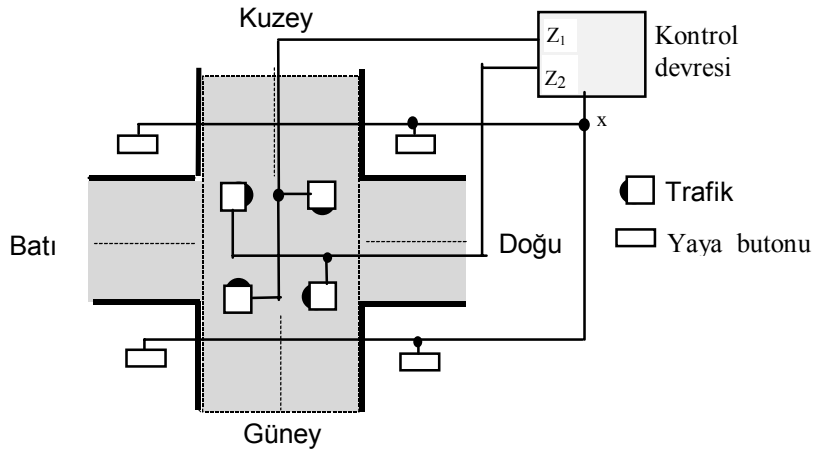 Kuzey
Z1
Z2
Kontrol
devresi
x
Trafik
Batı
Doğu
Yaya butonu
Güney